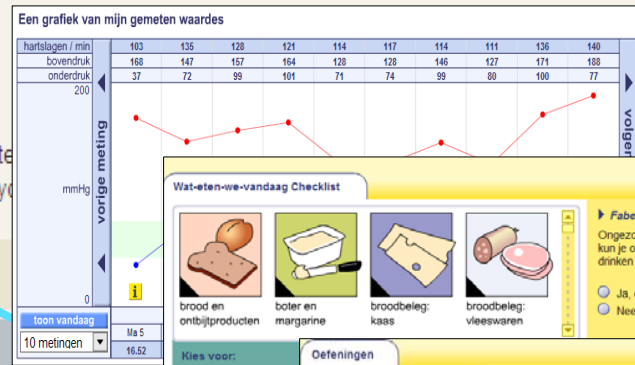 Een grafiek van mijn gemeten waardes
hartslagen / min 103 135 128 121 114 117 114 111 136 140
bovendruk 168 147 157 164 128 128 146 127 171 188
onderdruk 37 72 99 101 71 74 99 80 100 77
200
mmHg
0
vorige meting
volgen
i
toon vandaag
10 metingen
Ma 5
16.52
Wat-eten-we-vandaag Checklist
brood en
ontbijtproducten
boter en
margarine
broodbeleg:
kaas
broodbeleg:
vleeswaren
Kies voor:
Fabe
Ongezo
kun je o
drinken
Ja,
Nee
Oefeningen